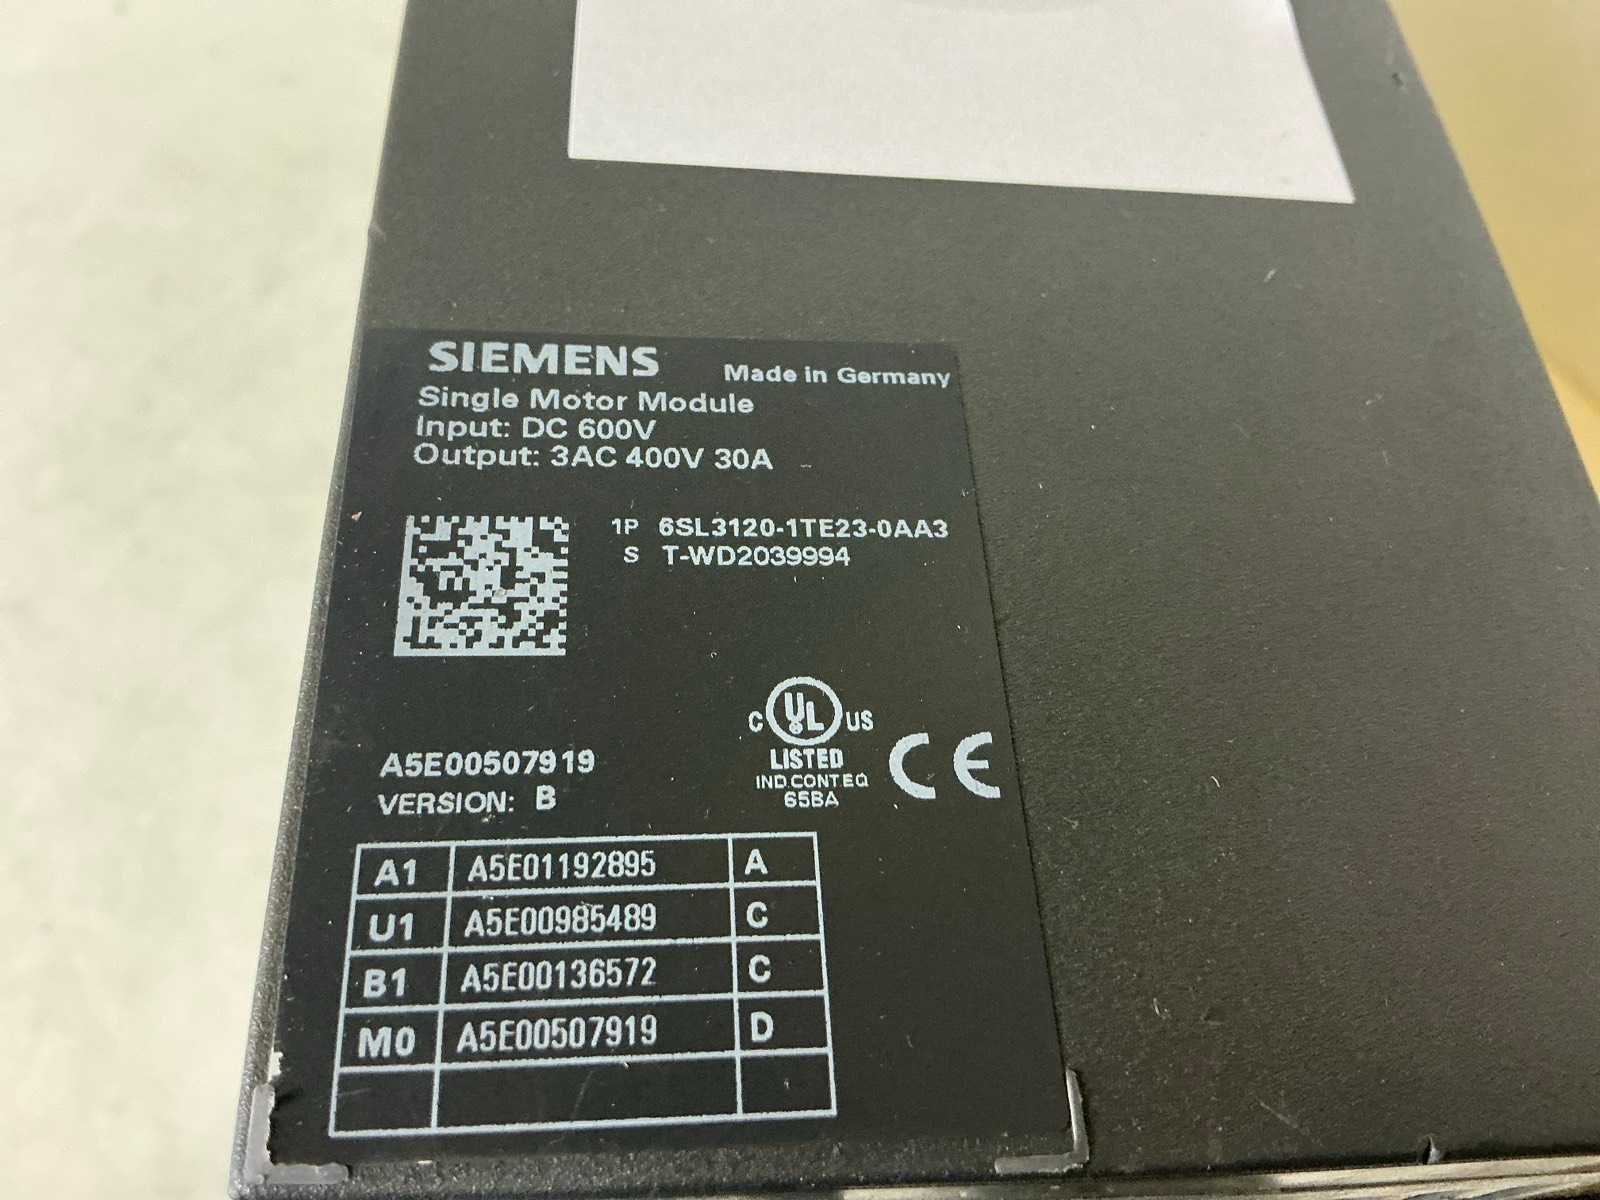 SIEMENS Made in Germany
Single Motor Module
Input: DC 600V
Output: 3AC 400V 30A
1P 6SL3120-1TE23-0AA3
S T-WD2039994
C UL US
LISTED
IND.CONT.EQ
65BA
CE
A5E00507919
VERSION: B
A1 A5E01192895 A
U1 A5E00985489 C
B1 A5E00136572 C
M0 A5E00507919 D